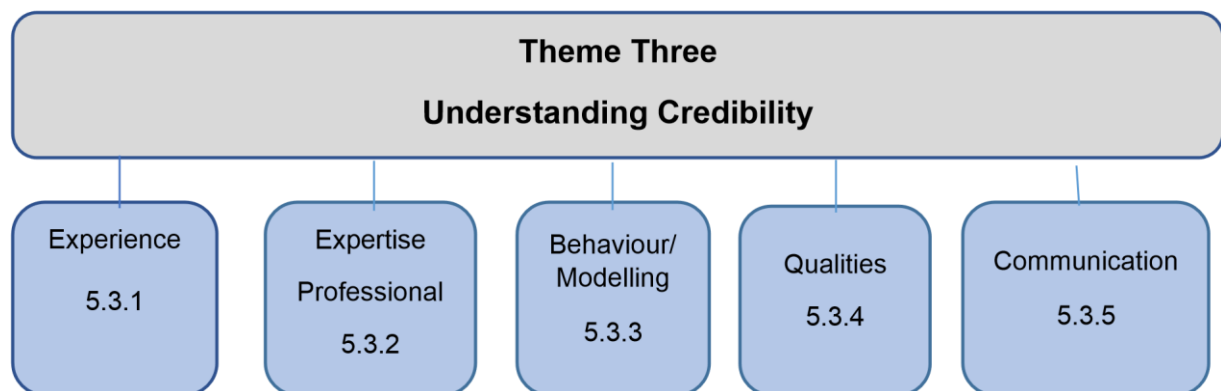 Theme Three
Understanding Credibility
Experience
5.3.1
Expertise
Professional
5.3.2
Behaviour/
Modelling
5.3.3
Qualities
5.3.4
Communication
5.3.5